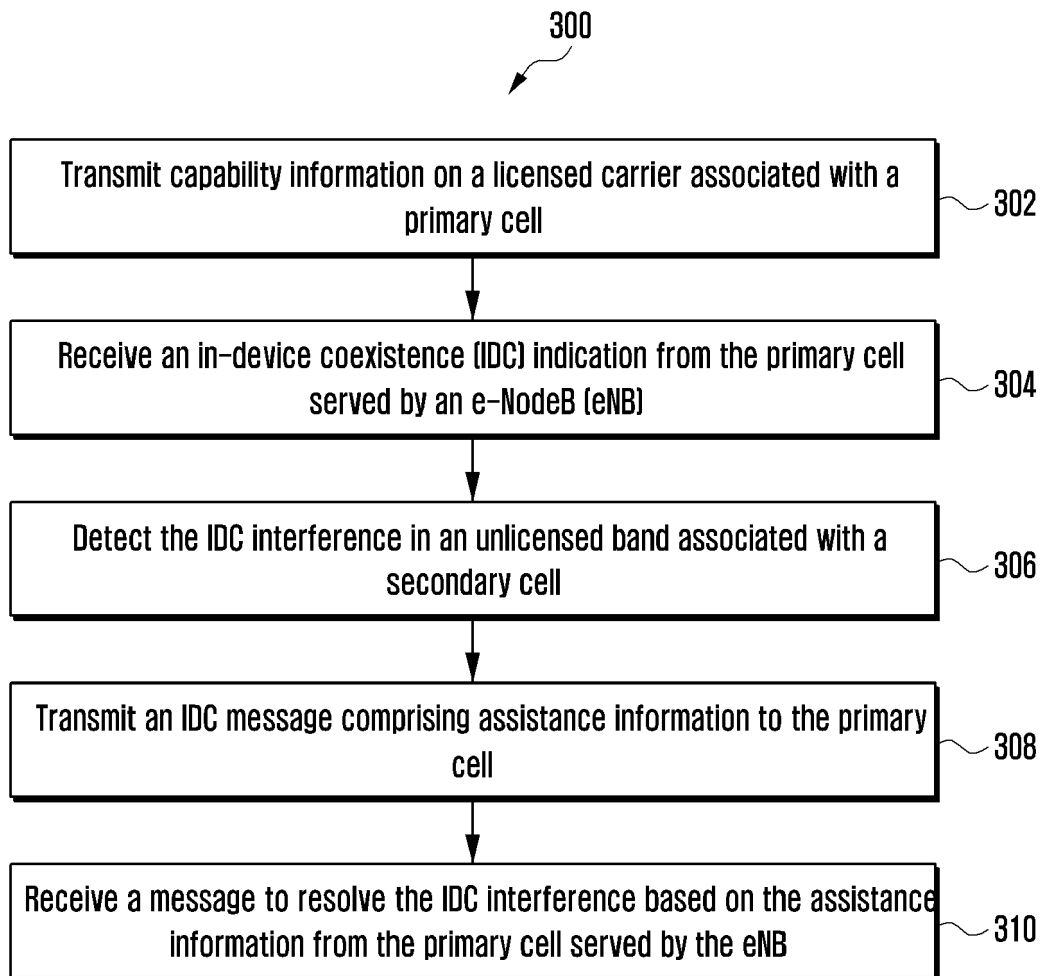 300
Transmit capability information on a licensed carrier associated with a
primary cell
302
Receive an in-device coexistence (IDC) indication from the primary cell
served by an e-NodeB (eNB)
304
Detect the IDC interference in an unlicensed band associated with a
secondary cell
306
Transmit an IDC message comprising assistance information to the primary
cell
308
Receive a message to resolve the IDC interference based on the assistance
information from the primary cell served by the eNB
310